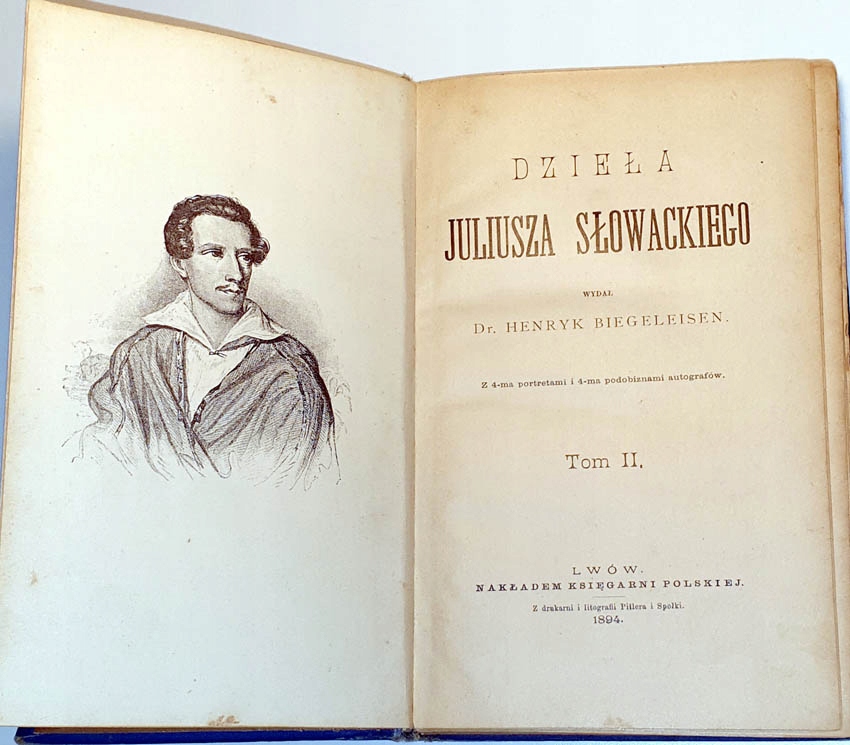 DZIEŁA
JULIUSZA SŁOWACKIEGO
WYDAŁ
Dr. HENRYK BIEGELEISEN.
Z 4-ma portretami i 4-ma podobiznami autografów.
Tom II.
LWÓW.
NAKŁADEM KSIĘGARNI POLSKIEJ.
Z drukarni i litografii Pillera i Spółki.
1894.